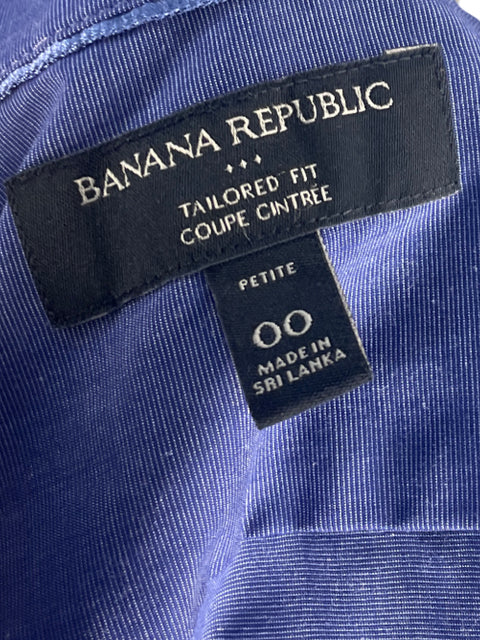 BANANA REPUBLIC
TAILORED FIT
COUPE CINTRÉE
PETITE
00
MADE IN
SRI LANKA